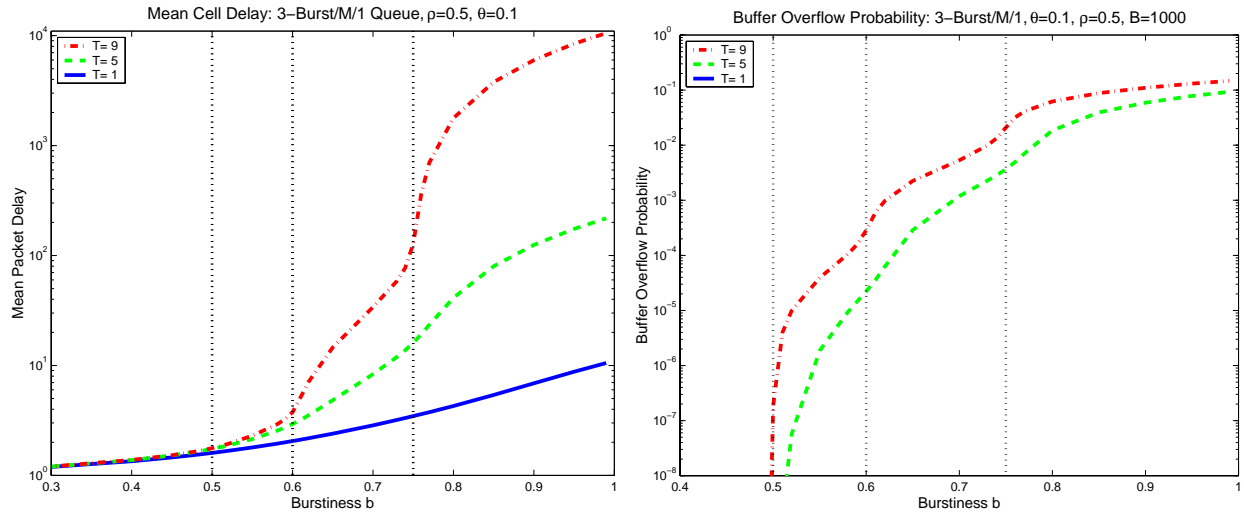 Mean Cell Delay: 3−Burst/M/1 Queue, ρ=0.5, θ=0.1
T= 9
T= 5
T= 1
Mean Packet Delay
10^4
10^3
10^2
10^1
10^0
0.3 0.4 0.5 0.6 0.7 0.8 0.9 1
Burstiness b
Buffer Overflow Probability: 3−Burst/M/1, θ=0.1, ρ=0.5, B=1000
T= 9
T= 5
T= 1
Buffer Overflow Probability
10^0
10^−1
10^−2
10^−3
10^−4
10^−5
10^−6
10^−7
10^−8
0.4 0.5 0.6 0.7 0.8 0.9 1
Burstiness b